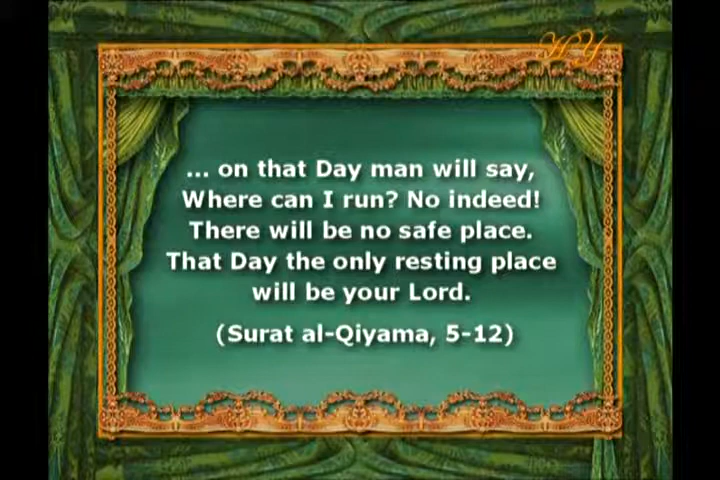 HY
... on that Day man will say,
Where can I run? No indeed!
There will be no safe place.
That Day the only resting place
will be your Lord.
(Surat al-Qiyama, 5-12)